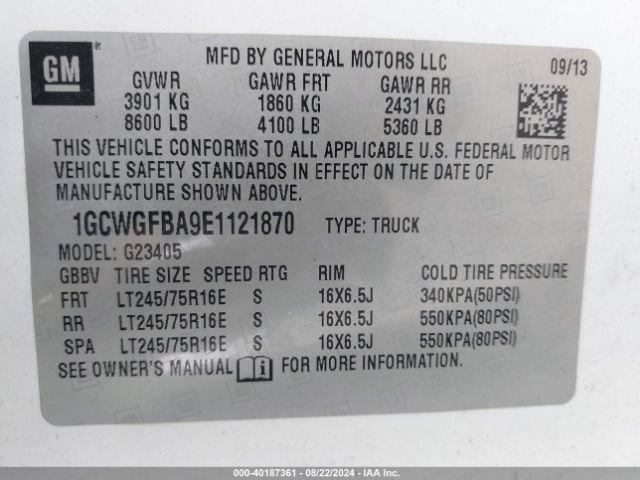 GM
MFD BY GENERAL MOTORS LLC
09/13
GVWR GAWR FRT GAWR RR
3901 KG 1860 KG 2431 KG
8600 LB 4100 LB 5360 LB
THIS VEHICLE CONFORMS TO ALL APPLICABLE U.S. FEDERAL MOTOR
VEHICLE SAFETY STANDARDS IN EFFECT ON THE DATE OF
MANUFACTURE SHOWN ABOVE.
1GCWGFBA9E1121870 TYPE: TRUCK
MODEL: G23405
GBBV TIRE SIZE SPEED RTG RIM COLD TIRE PRESSURE
FRT LT245/75R16E S 16X6.5J 340KPA(50PSI)
RR LT245/75R16E S 16X6.5J 550KPA(80PSI)
SPA LT245/75R16E S 16X6.5J 550KPA(80PSI)
SEE OWNER'S MANUAL FOR MORE INFORMATION.
000-40187361 - 08/22/2024 - IAA Inc.